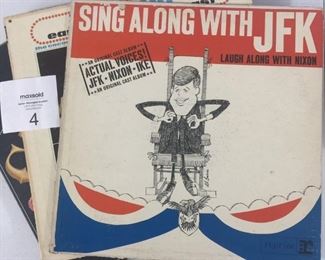 SING ALONG WITH JFK
LAUGH ALONG WITH NIXON
AN ORIGINAL CAST ALBUM
ACTUAL VOICES!
JFK · NIXON · IKE
AN ORIGINAL CAST ALBUM
eas
maxsold
4